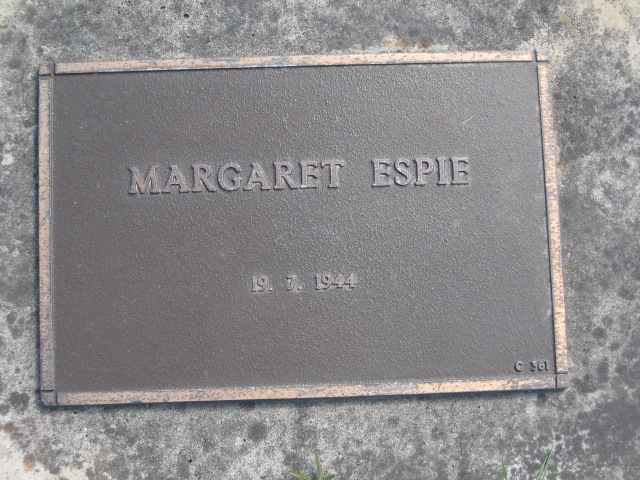 MARGARET ESPIE
19. 7. 1944
C 361